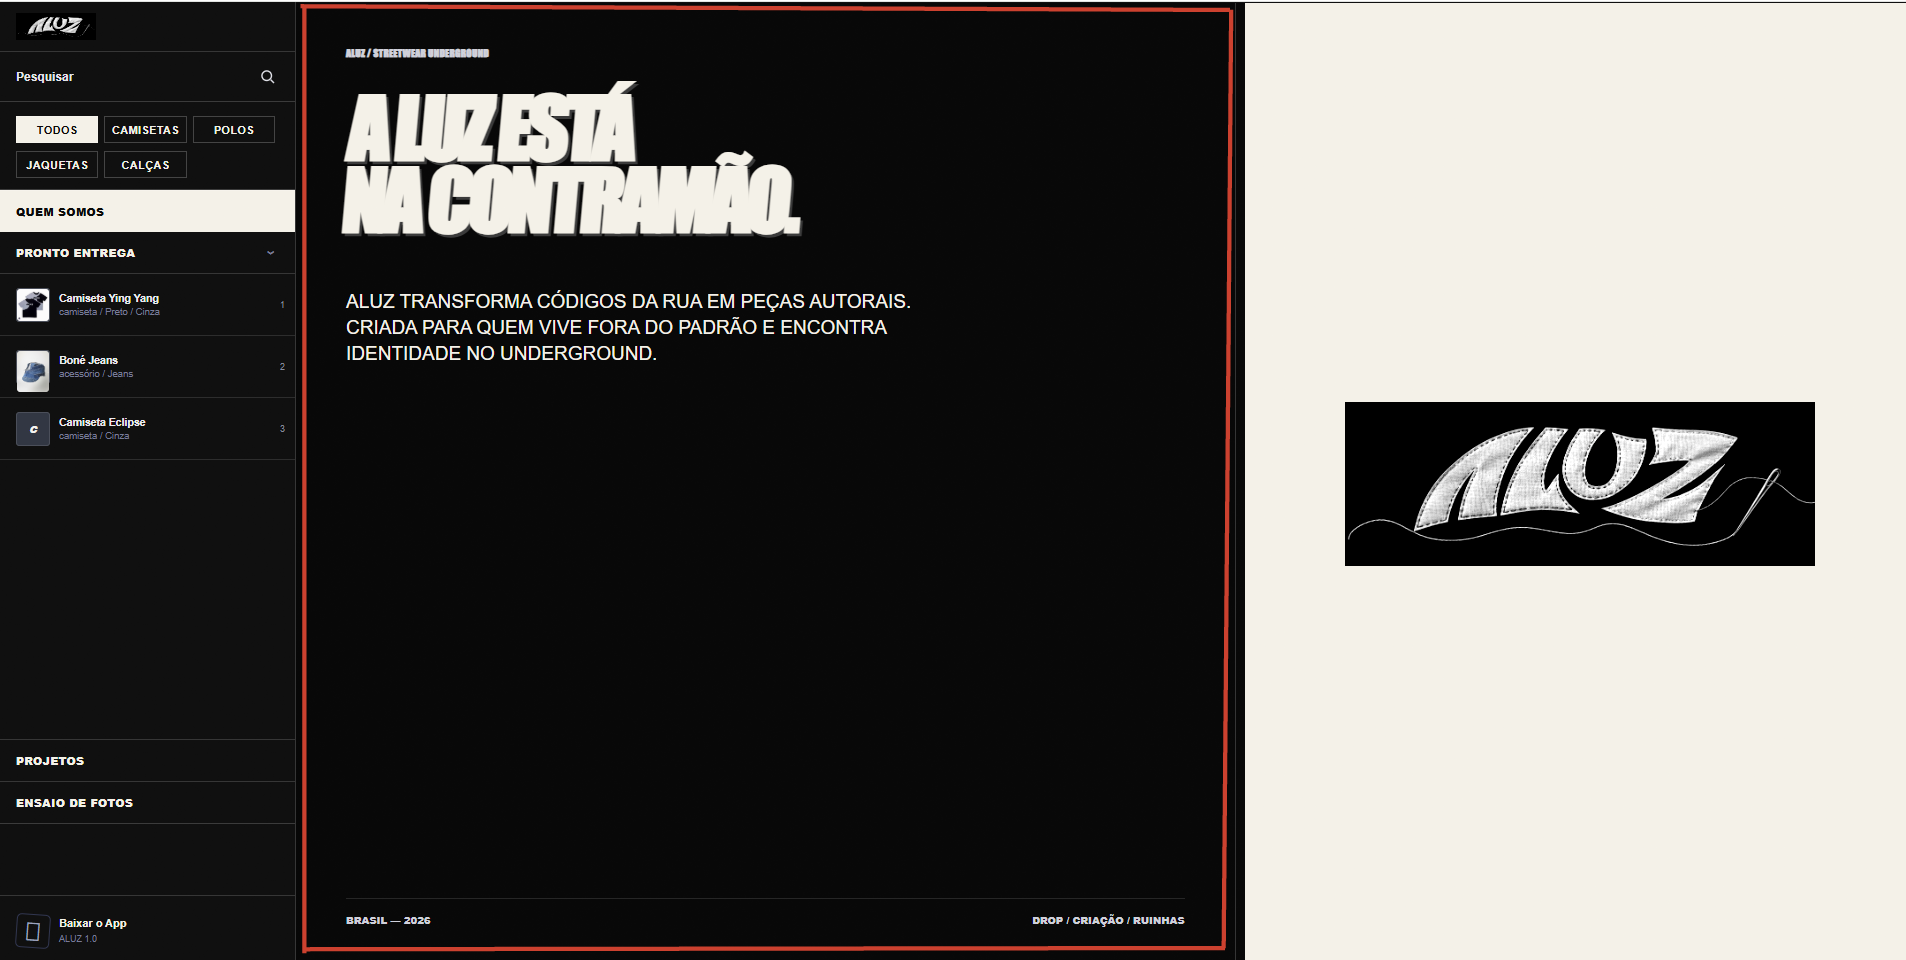 ALUZ
Pesquisar
TODOS
CAMISETAS
POLOS
JAQUETAS
CALÇAS
QUEM SOMOS
PRONTO ENTREGA
Camiseta Ying Yang
camiseta / Preto / Cinza
1
Boné Jeans
acessório / Jeans
2
C
Camiseta Eclipse
camiseta / Cinza
3
PROJETOS
ENSAIO DE FOTOS
Baixar o App
ALUZ 1.0
ALUZ / STREETWEAR UNDERGROUND
A LUZ ESTÁ
NA CONTRAMÃO.
ALUZ TRANSFORMA CÓDIGOS DA RUA EM PEÇAS AUTORAIS.
CRIADA PARA QUEM VIVE FORA DO PADRÃO E ENCONTRA
IDENTIDADE NO UNDERGROUND.
BRASIL — 2026
DROP / CRIAÇÃO / RUINHAS
ALUZ